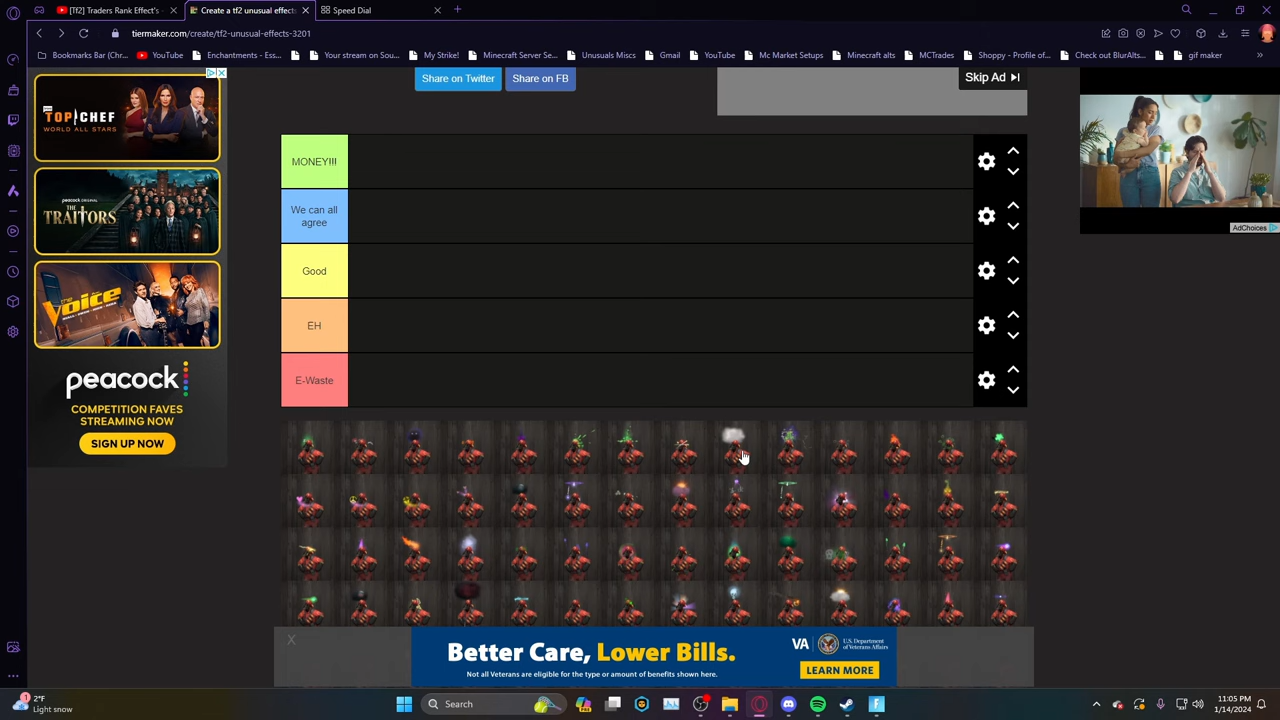 [Tf2] Traders Rank Effect's -
Create a tf2 unusual-effects-
Speed Dial
tiermaker.com/create/tf2-unusual-effects-3201
Bookmarks Bar (Chr...
YouTube
Enchantments - Ess...
Your stream on Sou...
My Strike!
Minecraft Server Se...
Unusuals Miscs
Gmail
YouTube
Mc Market Setups
Minecraft alts
MCTrades
Shoppy - Profile of...
Check out BlurAlts...
gif maker
Share on Twitter
Share on FB
Skip Ad
TOP CHEF
WORLD ALL STARS
MONEY!!!
peacock ORIGINAL
THE
TRAITORS
We can all
agree
AdChoices
Good
the
Voice
EH
peacock
COMPETITION FAVES
STREAMING NOW
SIGN UP NOW
E-Waste
X
Better Care, Lower Bills.
Not all Veterans are eligible for the type or amount of benefits shown here.
VA
U.S. Department
of Veterans Affairs
LEARN MORE
2°F
Light snow
Search
11:05 PM
1/14/2024